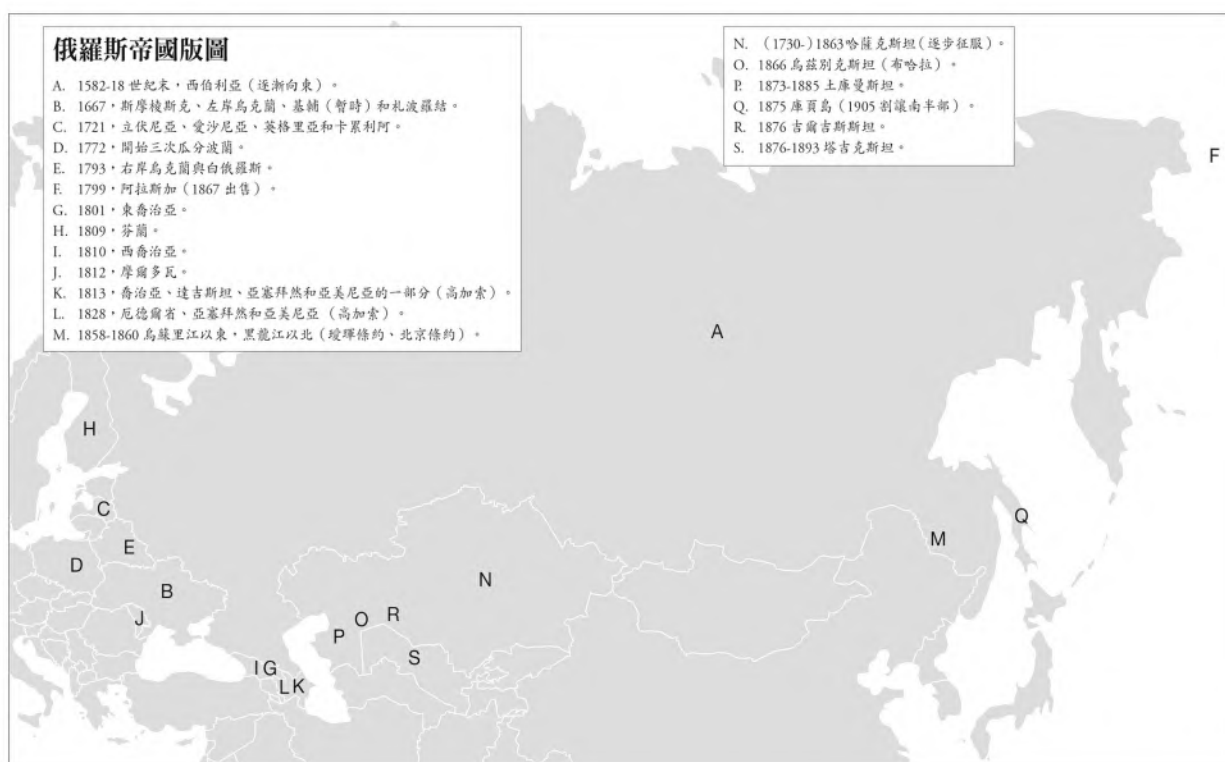 俄羅斯帝國版圖
A. 1582-18 世紀末，西伯利亞（逐漸向東）。
B. 1667，斯摩棱斯克、左岸烏克蘭、基輔（暫時）和札波羅結。
C. 1721，立伏尼亞、愛沙尼亞、英格里亞和卡累利阿。
D. 1772，開始三次瓜分波蘭。
E. 1793，右岸烏克蘭與白俄羅斯。
F. 1799，阿拉斯加（1867 出售）。
G. 1801，東喬治亞。
H. 1809，芬蘭。
I. 1810，西喬治亞。
J. 1812，摩爾多瓦。
K. 1813，喬治亞、達吉斯坦、亞塞拜然和亞美尼亞的一部分（高加索）。
L. 1828，厄德爾省、亞塞拜然和亞美尼亞（高加索）。
M. 1858-1860 烏蘇里江以東，黑龍江以北（璦琿條約、北京條約）。
N. （1730-）1863哈薩克斯坦（逐步征服）。
O. 1866 烏茲別克斯坦（布哈拉）。
P. 1873-1885 土庫曼斯坦。
Q. 1875 庫頁島（1905 割讓南半部）。
R. 1876 吉爾吉斯斯坦。
S. 1876-1893 塔吉克斯坦。
F
A
H
C
Q
E
M
D
N
B
J
O
R
P
S
I
G
L
K